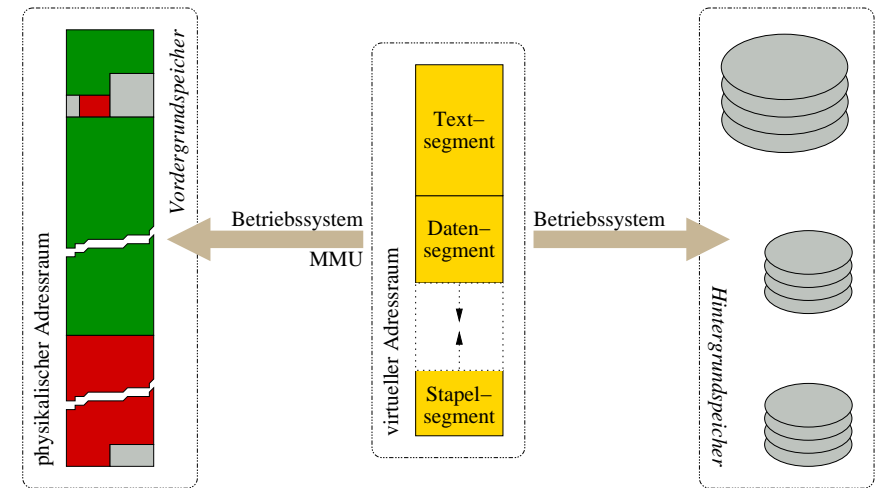 physikalischer Adressraum
Vordergrundspeicher
Betriebssystem
MMU
virtueller Adressraum
Text–
segment
Daten–
segment
Stapel–
segment
Betriebssystem
Hintergrundspeicher